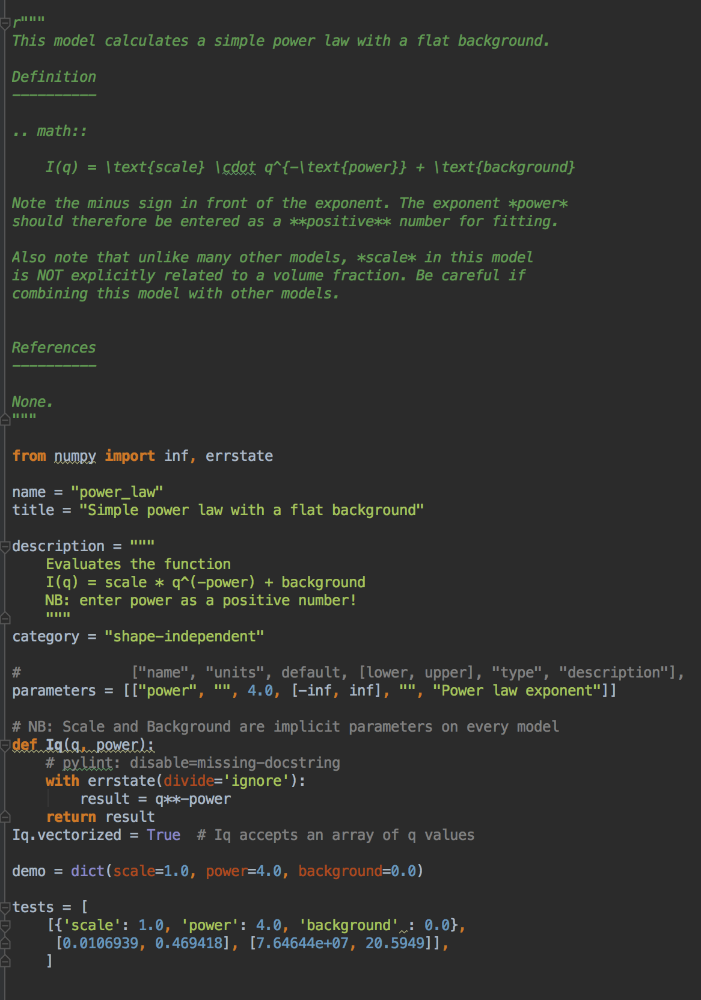 r"""
This model calculates a simple power law with a flat background.
Definition
----------
.. math::
I(q) = \text{scale} \cdot q^{-\text{power}} + \text{background}
Note the minus sign in front of the exponent. The exponent *power*
should therefore be entered as a **positive** number for fitting.
Also note that unlike many other models, *scale* in this model
is NOT explicitly related to a volume fraction. Be careful if
combining this model with other models.
References
----------
None.
"""
from numpy import inf, errstate
name = "power_law"
title = "Simple power law with a flat background"
description = """
Evaluates the function
I(q) = scale * q^(-power) + background
NB: enter power as a positive number!
"""
category = "shape-independent"
#             ["name", "units", default, [lower, upper], "type", "description"],
parameters = [["power", "", 4.0, [-inf, inf], "", "Power law exponent"]]
# NB: Scale and Background are implicit parameters on every model
def Iq(q, power):
# pylint: disable=missing-docstring
with errstate(divide='ignore'):
result = q**-power
return result
Iq.vectorized = True  # Iq accepts an array of q values
demo = dict(scale=1.0, power=4.0, background=0.0)
tests = [
[{'scale': 1.0, 'power': 4.0, 'background' : 0.0},
[0.0106939, 0.469418], [7.64644e+07, 20.5949]],
]